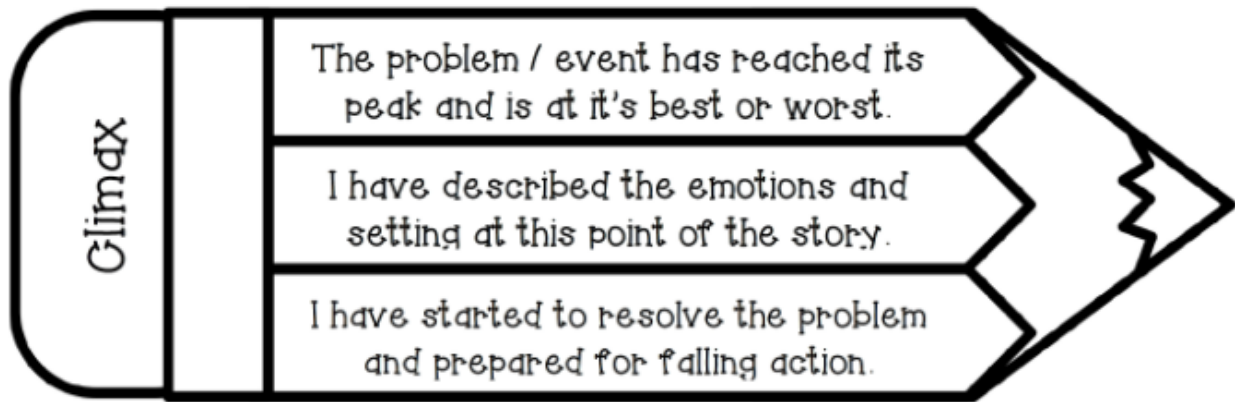 Climax
The problem / event has reached its
peak and is at it's best or worst.
I have described the emotions and
setting at this point of the story.
I have started to resolve the problem
and prepared for falling action.